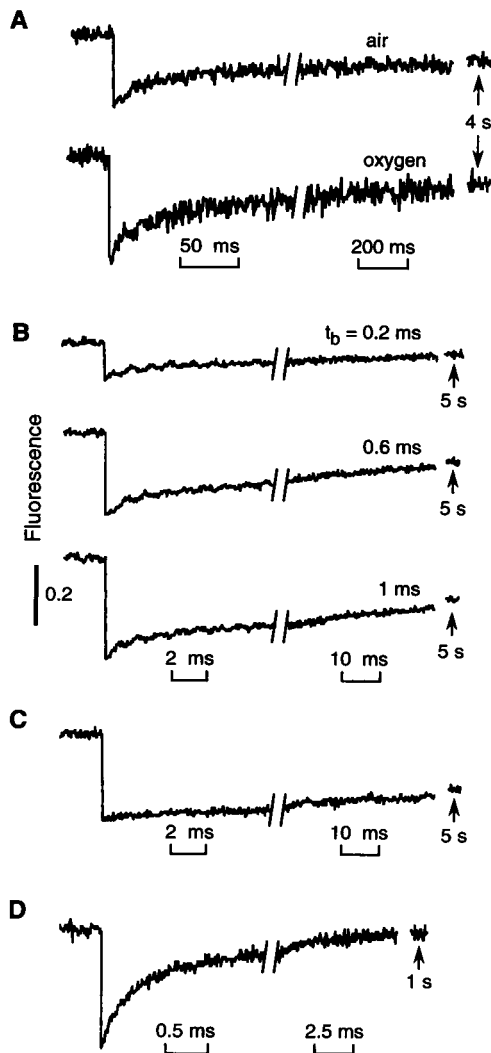 A
air
4 s
oxygen
50 ms
200 ms
B
t_b = 0.2 ms
5 s
0.6 ms
5 s
Fluorescence
0.2
1 ms
5 s
2 ms
10 ms
C
2 ms
10 ms
5 s
D
1 s
0.5 ms
2.5 ms